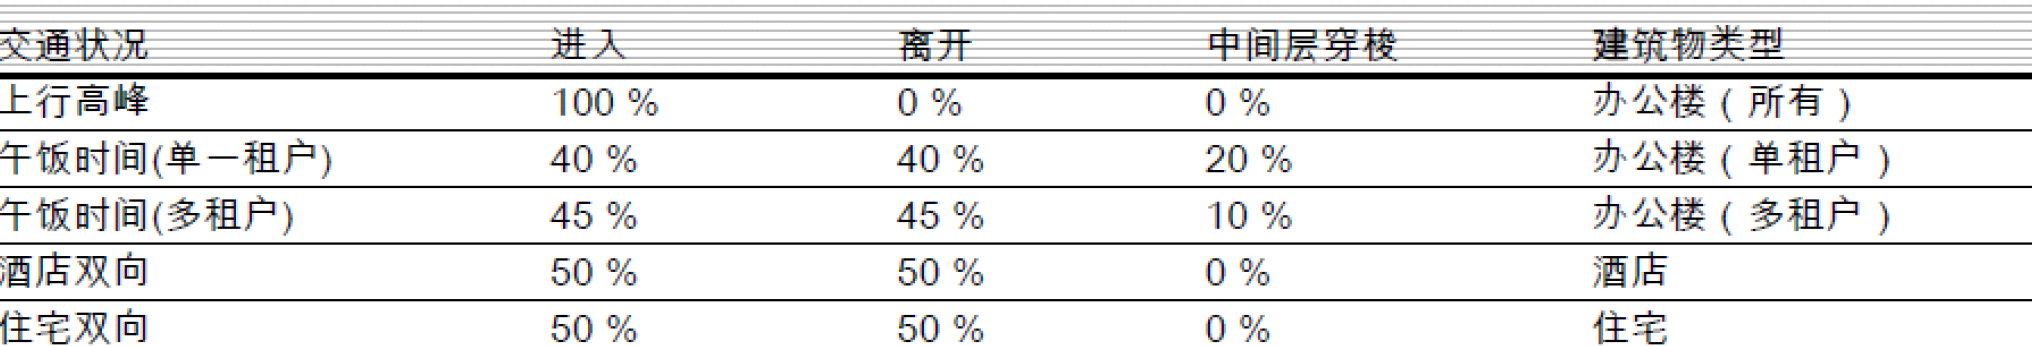 交通状况 进入 离开 中间层穿梭 建筑物类型
上行高峰 100 % 0 % 0 % 办公楼（所有）
午饭时间(单一租户) 40 % 40 % 20 % 办公楼（单租户）
午饭时间(多租户) 45 % 45 % 10 % 办公楼（多租户）
酒店双向 50 % 50 % 0 % 酒店
住宅双向 50 % 50 % 0 % 住宅